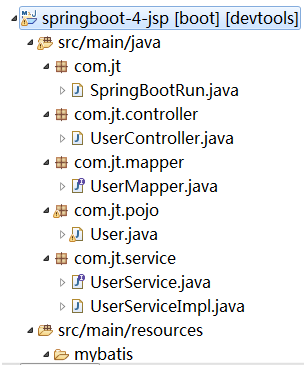 springboot-4-jsp [boot] [devtools]
src/main/java
com.jt
SpringBootRun.java
com.jt.controller
UserController.java
com.jt.mapper
UserMapper.java
com.jt.pojo
User.java
com.jt.service
UserService.java
UserServiceImpl.java
src/main/resources
mybatis